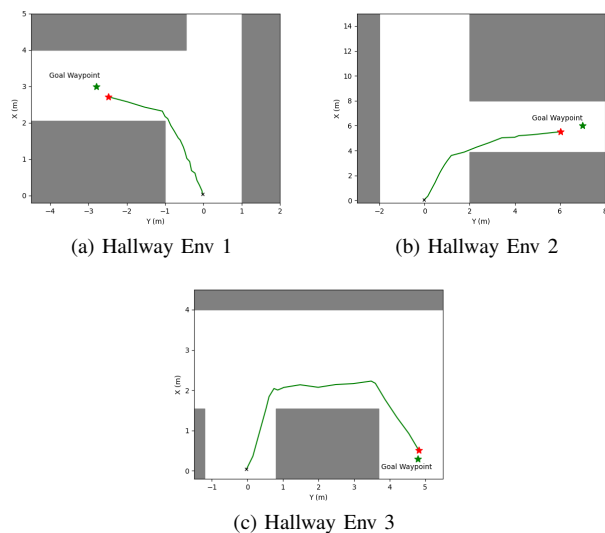 5
4
3
2
1
0
X (m)
Goal Waypoint
−4 −3 −2 −1 0 1 2
Y (m)
(a) Hallway Env 1
14
12
10
8
6
4
2
0
X (m)
Goal Waypoint
−2 0 2 4 6 8
Y (m)
(b) Hallway Env 2
4
3
2
1
0
X (m)
Goal Waypoint
−1 0 1 2 3 4 5
Y (m)
(c) Hallway Env 3